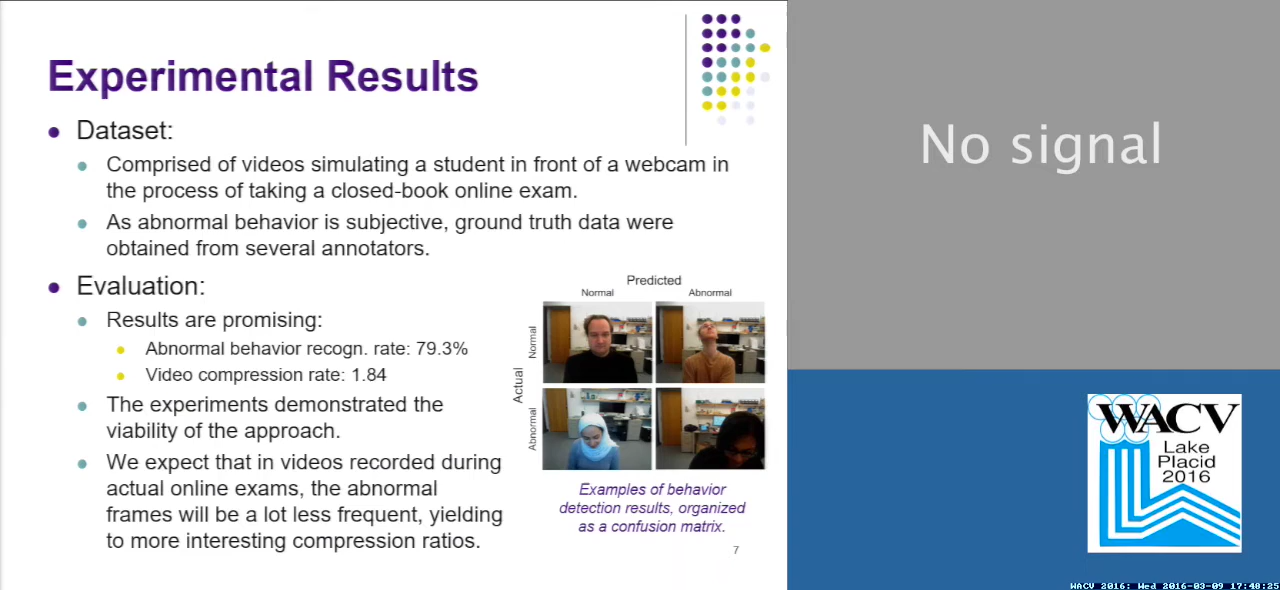 Experimental Results
Dataset:
Comprised of videos simulating a student in front of a webcam in
the process of taking a closed-book online exam.
As abnormal behavior is subjective, ground truth data were
obtained from several annotators.
Evaluation:
Results are promising:
Abnormal behavior recogn. rate: 79.3%
Video compression rate: 1.84
The experiments demonstrated the
viability of the approach.
We expect that in videos recorded during
actual online exams, the abnormal
frames will be a lot less frequent, yielding
to more interesting compression ratios.
Predicted
Normal
Abnormal
Actual
Normal
Abnormal
Examples of behavior
detection results, organized
as a confusion matrix.
7
No signal
WACV
Lake
Placid
2016
WACV 2016: Wed 2016-03-09 17:48:25